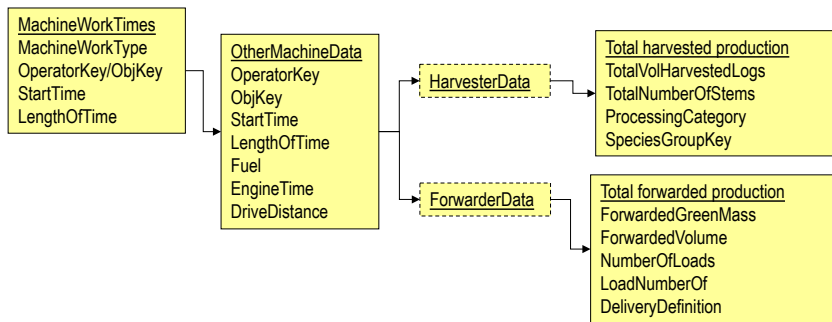 MachineWorkTimes
MachineWorkType
OperatorKey/ObjKey
StartTime
LengthOfTime
OtherMachineData
OperatorKey
ObjKey
StartTime
LengthOfTime
Fuel
EngineTime
DriveDistance
HarvesterData
ForwarderData
Total harvested production
TotalVolHarvestedLogs
TotalNumberOfStems
ProcessingCategory
SpeciesGroupKey
Total forwarded production
ForwardedGreenMass
ForwardedVolume
NumberOfLoads
LoadNumberOf
DeliveryDefinition